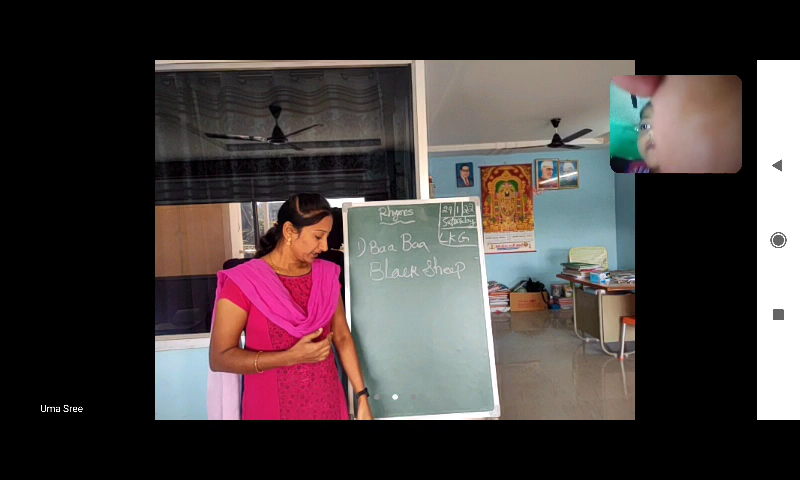 Rhymes
29/1/22
Saturday
LKG
1) Baa Baa
Black Sheep
Uma Sree